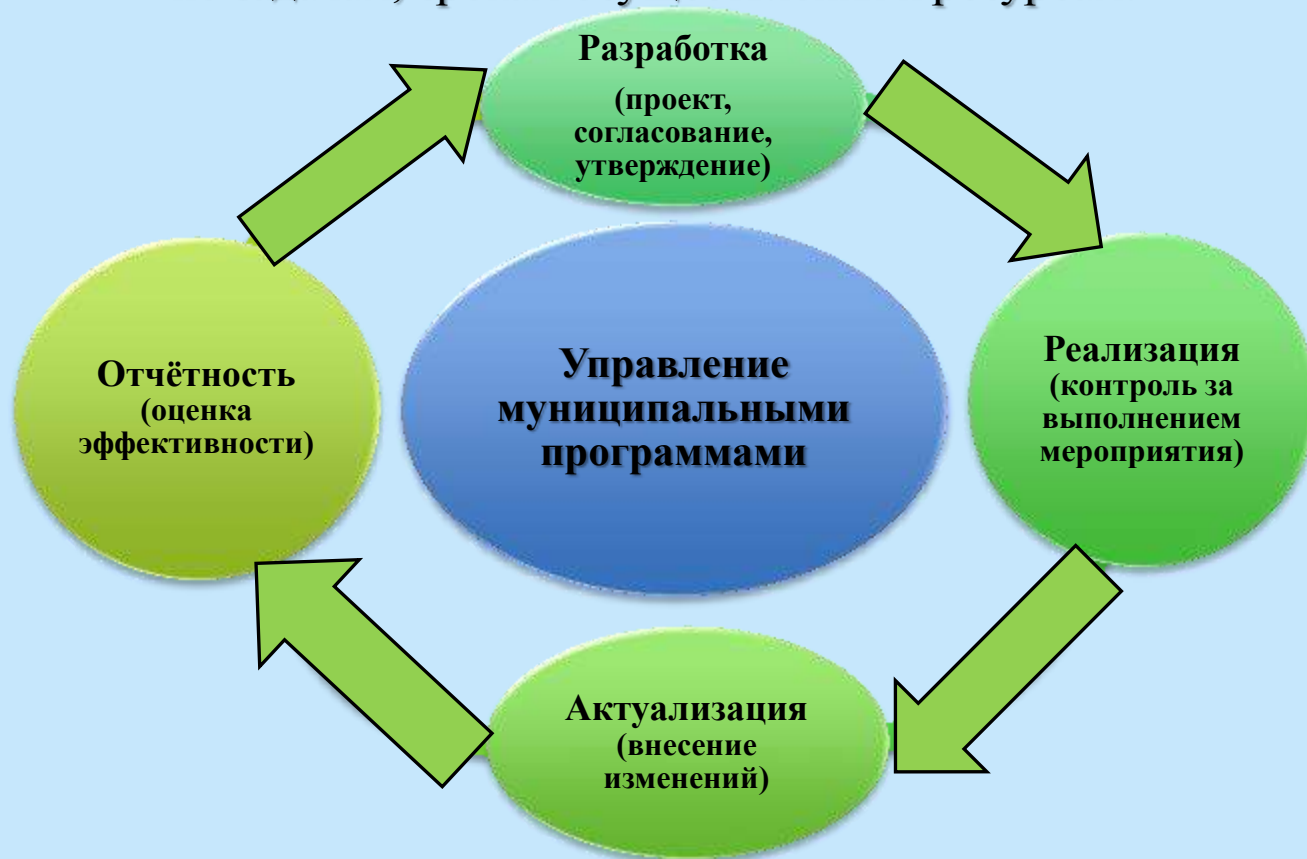 Разработка
(проект,
согласование,
утверждение)
Отчётность
(оценка
эффективности)
Управление
муниципальными
программами
Реализация
(контроль за
выполнением
мероприятия)
Актуализация
(внесение
изменений)